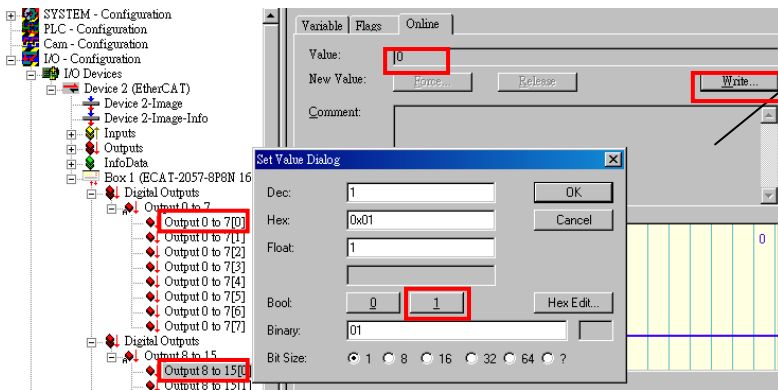 SYSTEM - Configuration
PLC - Configuration
Cam - Configuration
I/O - Configuration
I/O Devices
Device 2 (EtherCAT)
Device 2-Image
Device 2-Image-Info
Inputs
Outputs
InfoData
Box 1 (ECAT-2057-8P8N 16
Digital Outputs
Output 0 to 7
Output 0 to 7[0]
Output 0 to 7[1]
Output 0 to 7[2]
Output 0 to 7[3]
Output 0 to 7[4]
Output 0 to 7[5]
Output 0 to 7[6]
Output 0 to 7[7]
Digital Outputs
Output 8 to 15
Output 8 to 15[0]
Output 8 to 15[1]
Variable Flags Online
Value: 0
New Value: Force... Release Write...
Comment:
0
Set Value Dialog
Dec: 1 OK
Hex: 0x01 Cancel
Float: 1
Bool: 0 1 Hex Edit...
Binary: 01
Bit Size: 1 8 16 32 64 ?